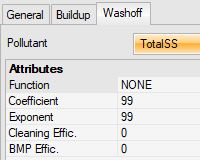 General Buildup Washoff
Pollutant TotalSS
Attributes
Function NONE
Coefficient 99
Exponent 99
Cleaning Effic. 0
BMP Effic. 0